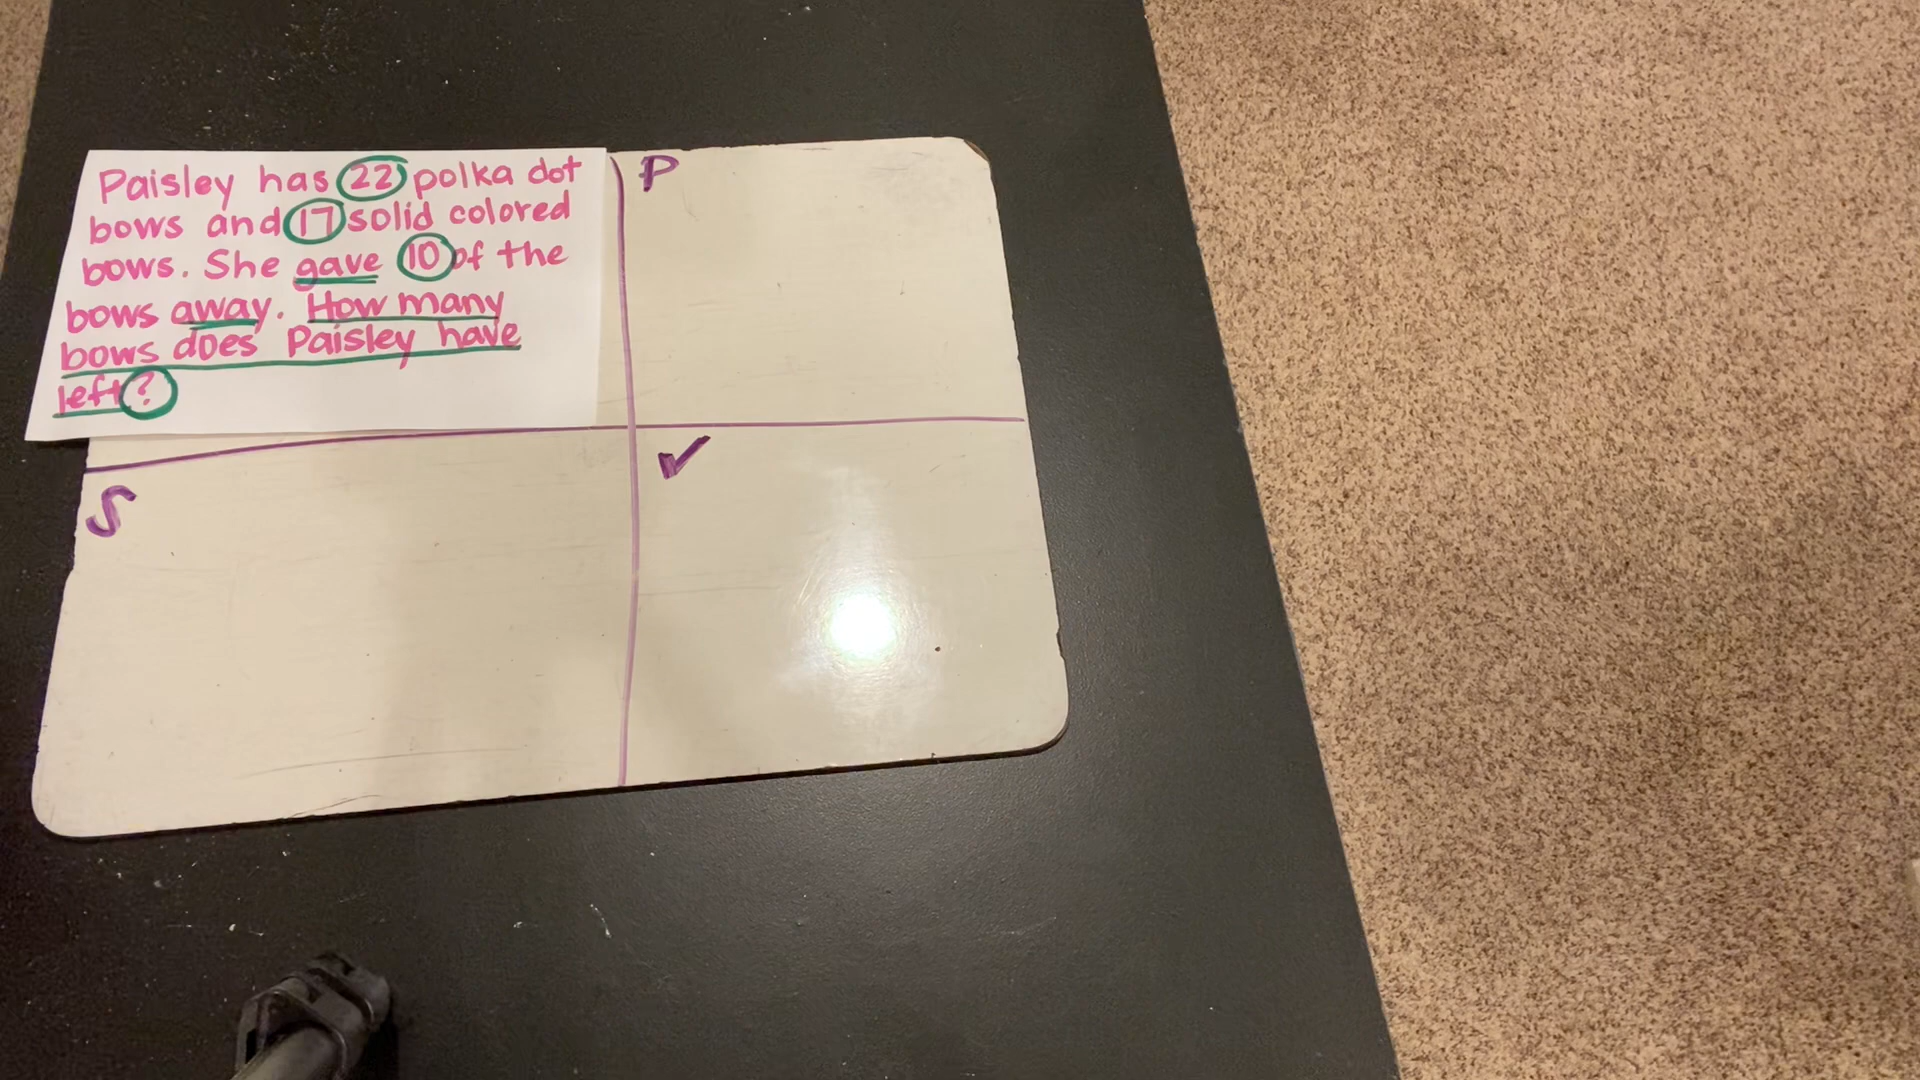 Paisley has 22 polka dot
bows and 17 solid colored
bows. She gave 10 of the
bows away. How many
bows does Paisley have
left?
P
✓
S